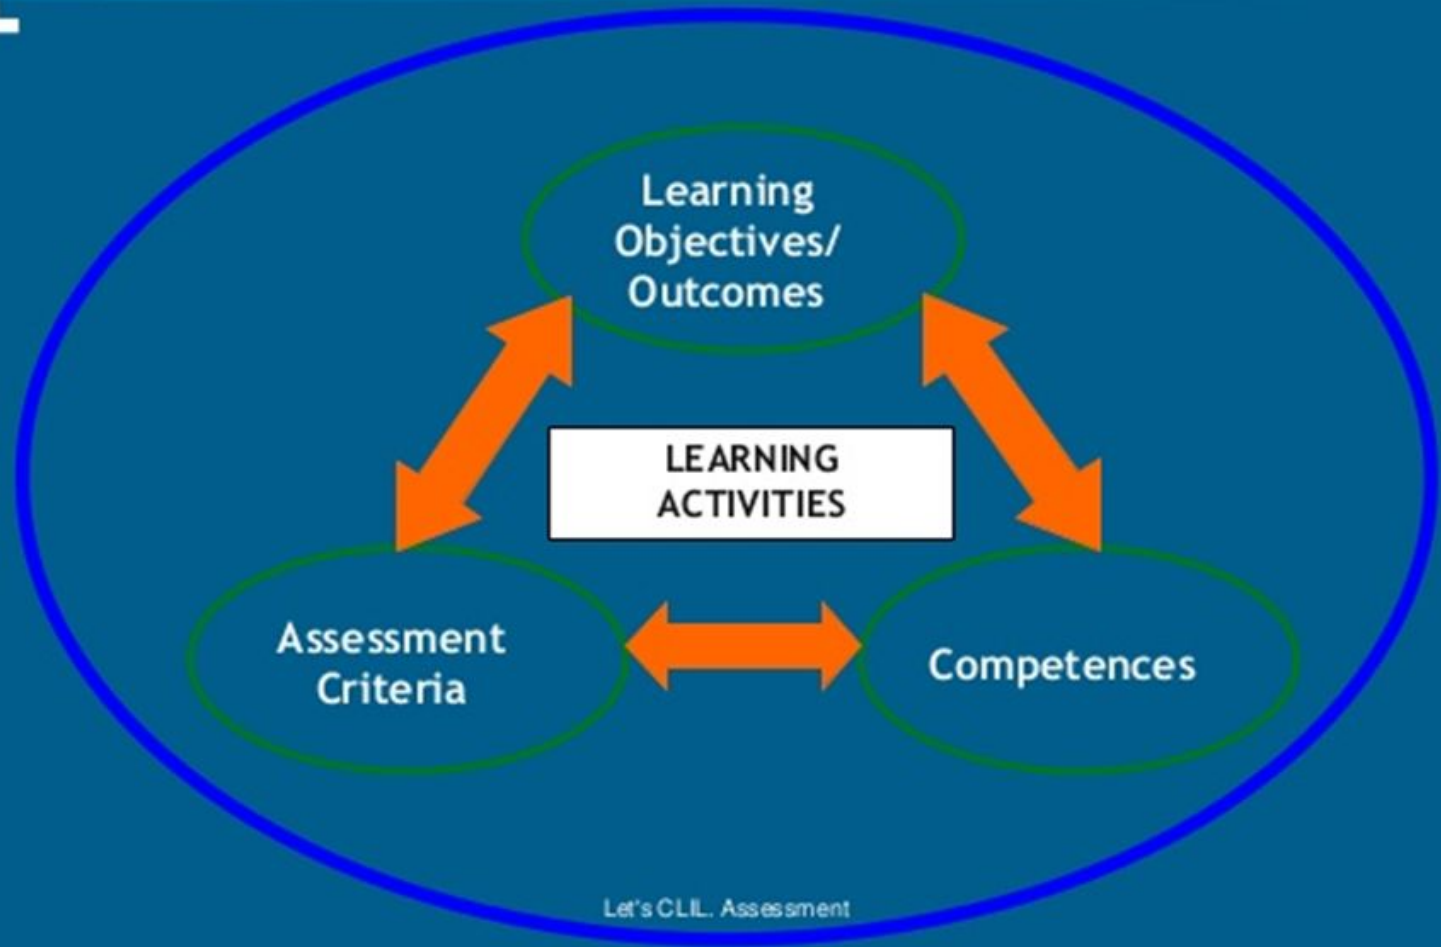 Learning
Objectives/
Outcomes
LEARNING
ACTIVITIES
Assessment
Criteria
Competences
Let's CLIL. Assessment